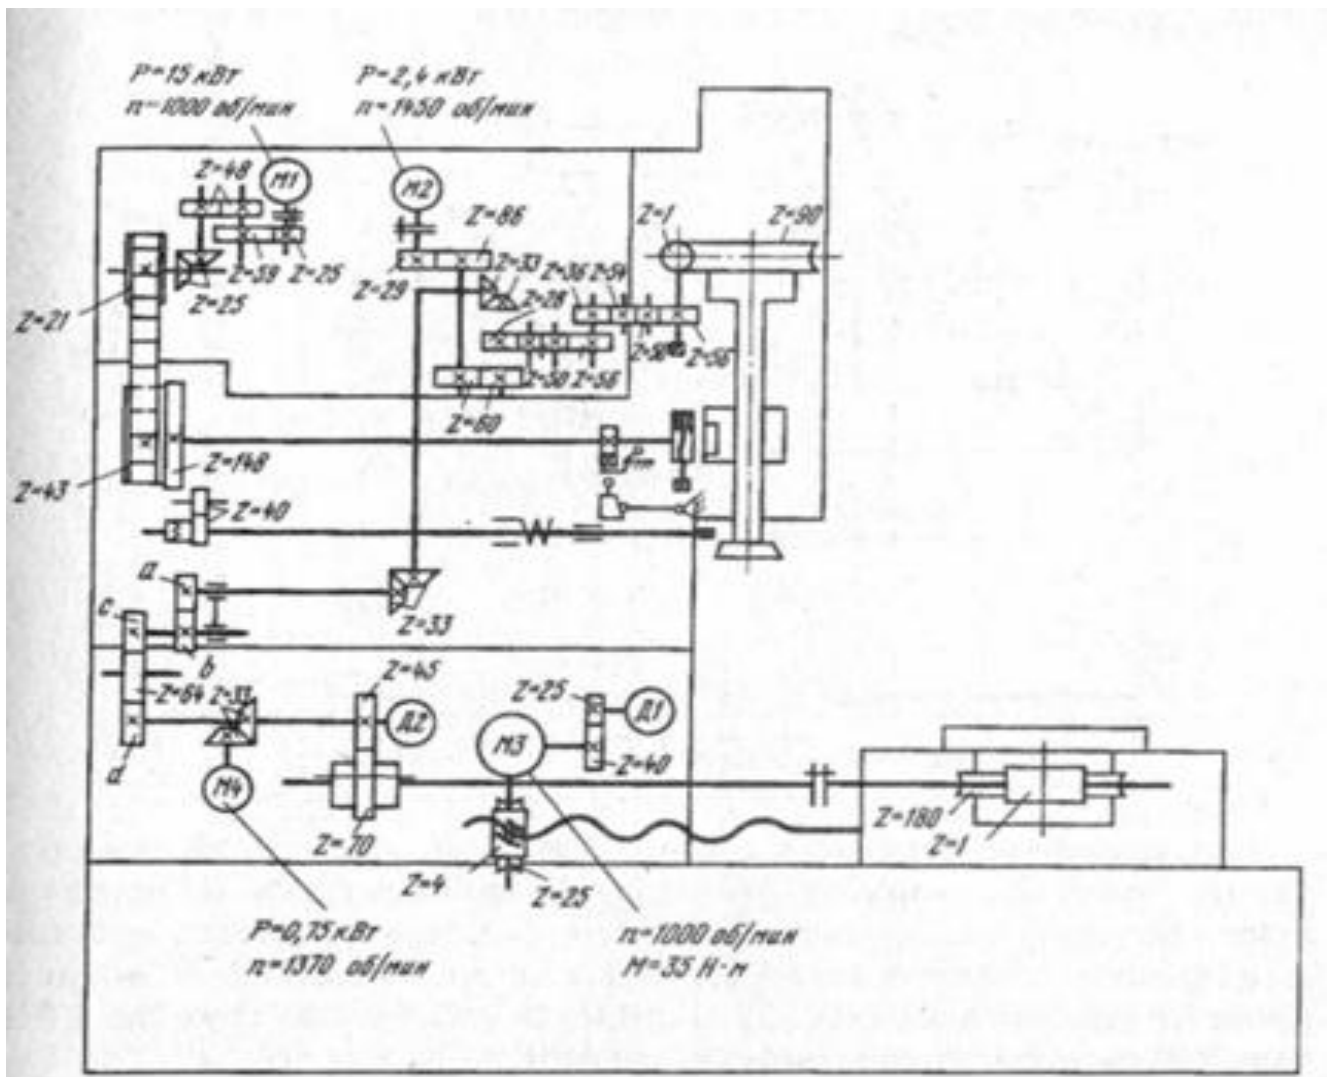 P=15 кВт
n=1000 об/мин
P=2,4 кВт
n=1450 об/мин
Z=48
M1
M2
Z=86
Z=1
Z=90
Z=59
Z=25
Z=25
Z=21
Z=29
Z=33
Z=36
Z=54
Z=28
Z=50
Z=56
Z=60
Z=148
Z=43
Z=40
a
c
Z=33
b
Z=64
Z=33
Z=45
Z=25
Д1
Д2
M3
d
M4
Z=40
Z=180
Z=1
Z=70
Z=4
Z=25
P=0,75 кВт
n=1370 об/мин
n=1000 об/мин
M=35 Н·м